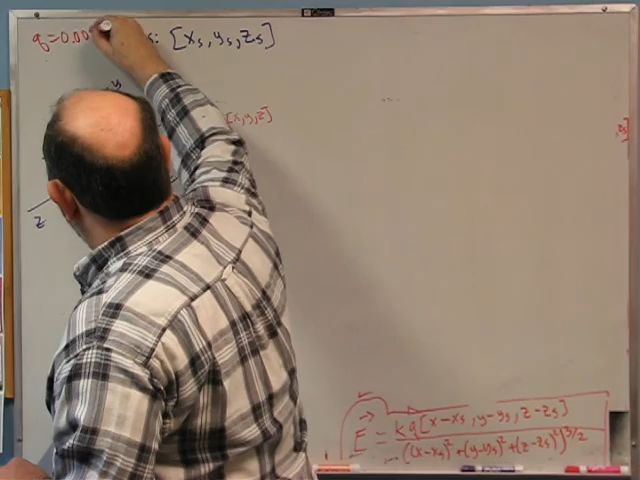 q=0.00 s: [xₛ, yₛ, zₛ]
y
[x,y,z]
z
E⃗ = kq[x-xₛ, y-yₛ, z-zₛ] / ((x-xₛ)²+(y-yₛ)²+(z-zₛ)²)^3/2